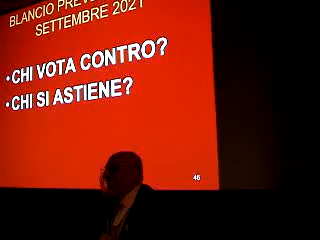 BLANCIO PREV
SETTEMBRE 2021
•CHI VOTA CONTRO?
•CHI SI ASTIENE?
46